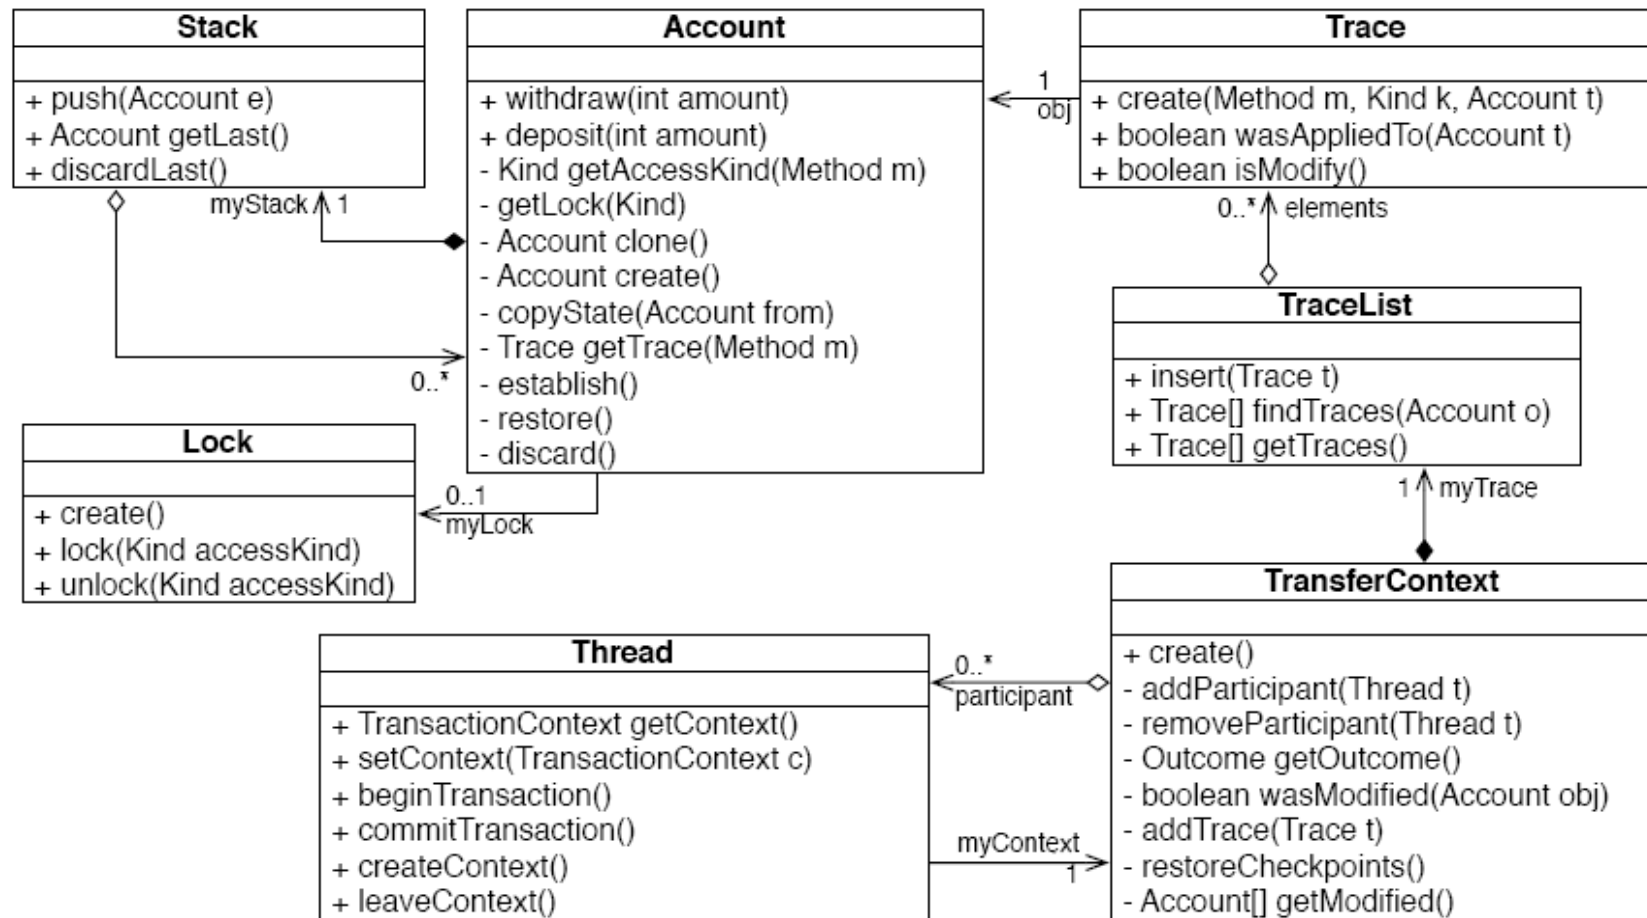 Stack
+ push(Account e)
+ Account getLast()
+ discardLast()
myStack 1
0..*
Account
+ withdraw(int amount)
+ deposit(int amount)
- Kind getAccessKind(Method m)
- getLock(Kind)
- Account clone()
- Account create()
- copyState(Account from)
- Trace getTrace(Method m)
- establish()
- restore()
- discard()
1
obj
Trace
+ create(Method m, Kind k, Account t)
+ boolean wasAppliedTo(Account t)
+ boolean isModify()
0..* elements
TraceList
+ insert(Trace t)
+ Trace[] findTraces(Account o)
+ Trace[] getTraces()
1 myTrace
Lock
+ create()
+ lock(Kind accessKind)
+ unlock(Kind accessKind)
0..1
myLock
Thread
+ TransactionContext getContext()
+ setContext(TransactionContext c)
+ beginTransaction()
+ commitTransaction()
+ createContext()
+ leaveContext()
0..*
participant
myContext
1
TransferContext
+ create()
- addParticipant(Thread t)
- removeParticipant(Thread t)
- Outcome getOutcome()
- boolean wasModified(Account obj)
- addTrace(Trace t)
- restoreCheckpoints()
- Account[] getModified()